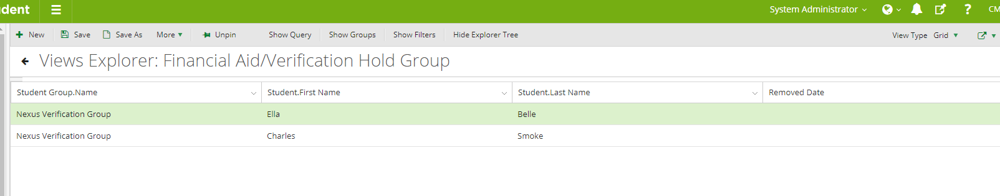 dent
System Administrator
?
CM
+ New Save Save As More Unpin Show Query Show Groups Show Filters Hide Explorer Tree View Type Grid
Views Explorer: Financial Aid/Verification Hold Group
Student Group.Name Student.First Name Student.Last Name Removed Date
Nexus Verification Group Ella Belle
Nexus Verification Group Charles Smoke